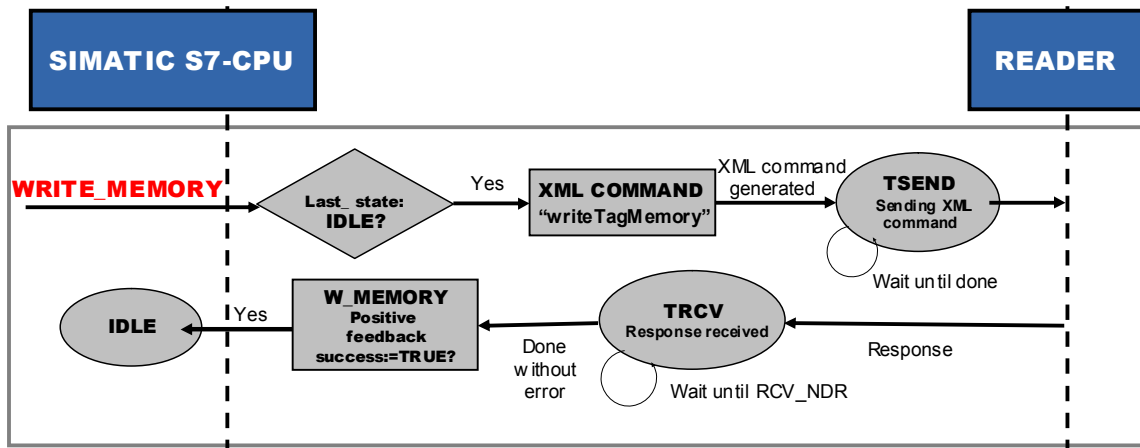 SIMATIC S7-CPU
READER
WRITE_MEMORY
Last_ state:
IDLE?
Yes
XML COMMAND
“writeTagMemory”
XML command
generated
TSEND
Sending XML
command
Wait until done
IDLE
Yes
W_MEMORY
Positive
feedback
success:=TRUE?
Done
without
error
TRCV
Response received
Wait until RCV_NDR
Response